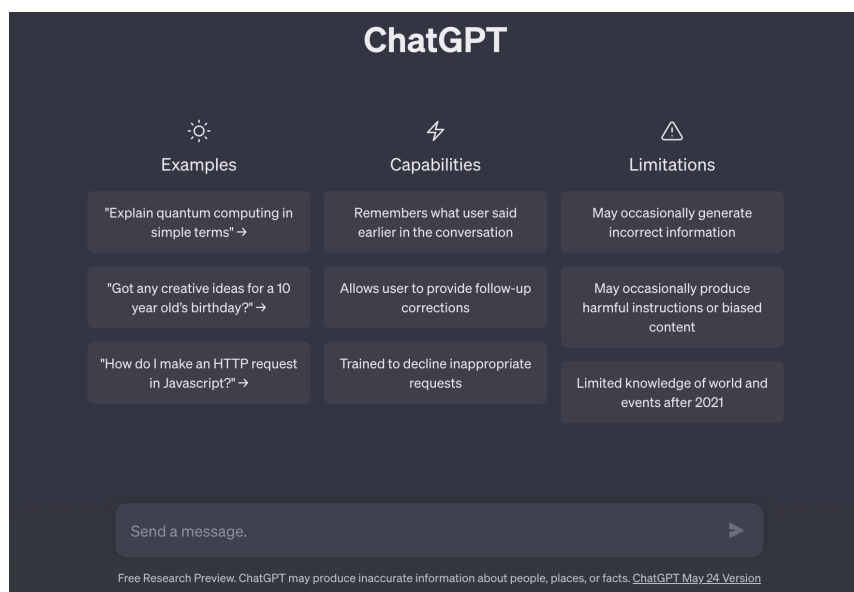 ChatGPT
Examples
"Explain quantum computing in
simple terms" →
"Got any creative ideas for a 10
year old's birthday?" →
"How do I make an HTTP request
in Javascript?" →
Capabilities
Remembers what user said
earlier in the conversation
Allows user to provide follow-up
corrections
Trained to decline inappropriate
requests
Limitations
May occasionally generate
incorrect information
May occasionally produce
harmful instructions or biased
content
Limited knowledge of world and
events after 2021
Send a message.
Free Research Preview. ChatGPT may produce inaccurate information about people, places, or facts. ChatGPT May 24 Version